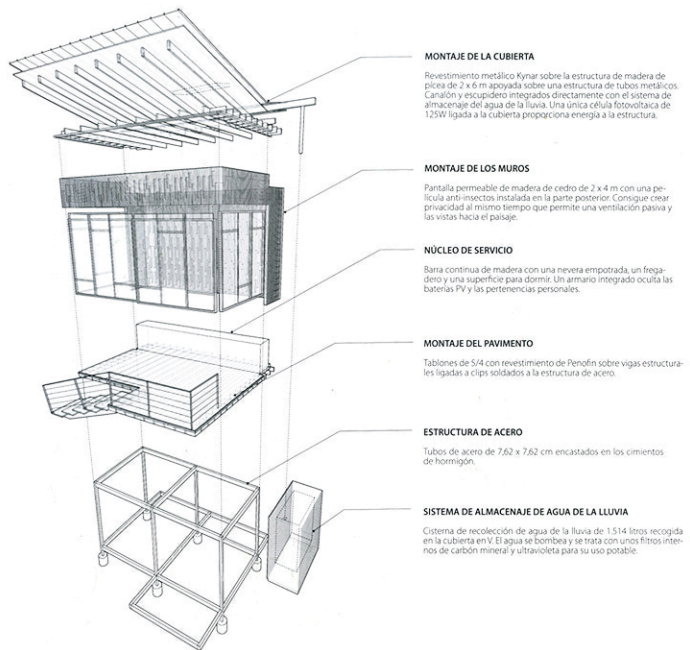 MONTAJE DE LA CUBIERTA
Revestimiento metálico Kynar sobre la estructura de madera de
pícea de 2 x 6 m apoyada sobre una estructura de tubos metálicos.
Canalón y escupidero integrados directamente con el sistema de
almacenaje del agua de la lluvia. Una única célula fotovoltaica de
125W ligada a la cubierta proporciona energía a la estructura.
MONTAJE DE LOS MUROS
Pantalla permeable de madera de cedro de 2 x 4 m con una pe-
lícula anti-insectos instalada en la parte posterior. Consigue crear
privacidad al mismo tiempo que permite una ventilación pasiva y
las vistas hacia el paisaje.
NÚCLEO DE SERVICIO
Barra continua de madera con una nevera empotrada, un frega-
dero y una superficie para dormir. Un armario integrado oculta las
baterías PV y las pertenencias personales.
MONTAJE DEL PAVIMENTO
Tablones de 5/4 con revestimiento de Penofin sobre vigas estructura-
les ligadas a clips soldados a la estructura de acero.
ESTRUCTURA DE ACERO
Tubos de acero de 7,62 x 7,62 cm encastados en los cimientos
de hormigón.
SISTEMA DE ALMACENAJE DE AGUA DE LA LLUVIA
Cisterna de recolección de agua de la lluvia de 1.514 litros recogida
en la cubierta en V. El agua se bombea y se trata con unos filtros inter-
nos de carbón mineral y ultravioleta para su uso potable.